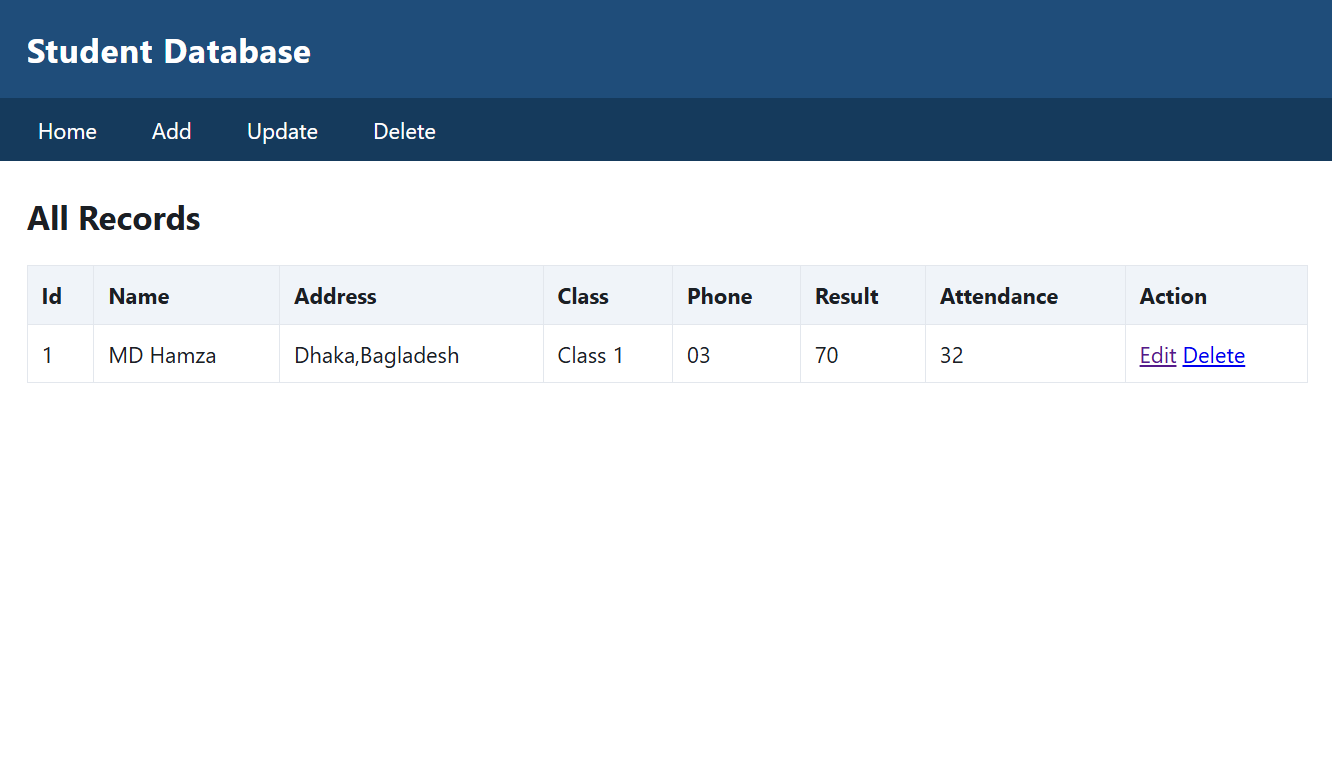 Student Database
Home Add Update Delete
All Records
Id Name Address Class Phone Result Attendance Action
1 MD Hamza Dhaka,Bagladesh Class 1 03 70 32 Edit Delete